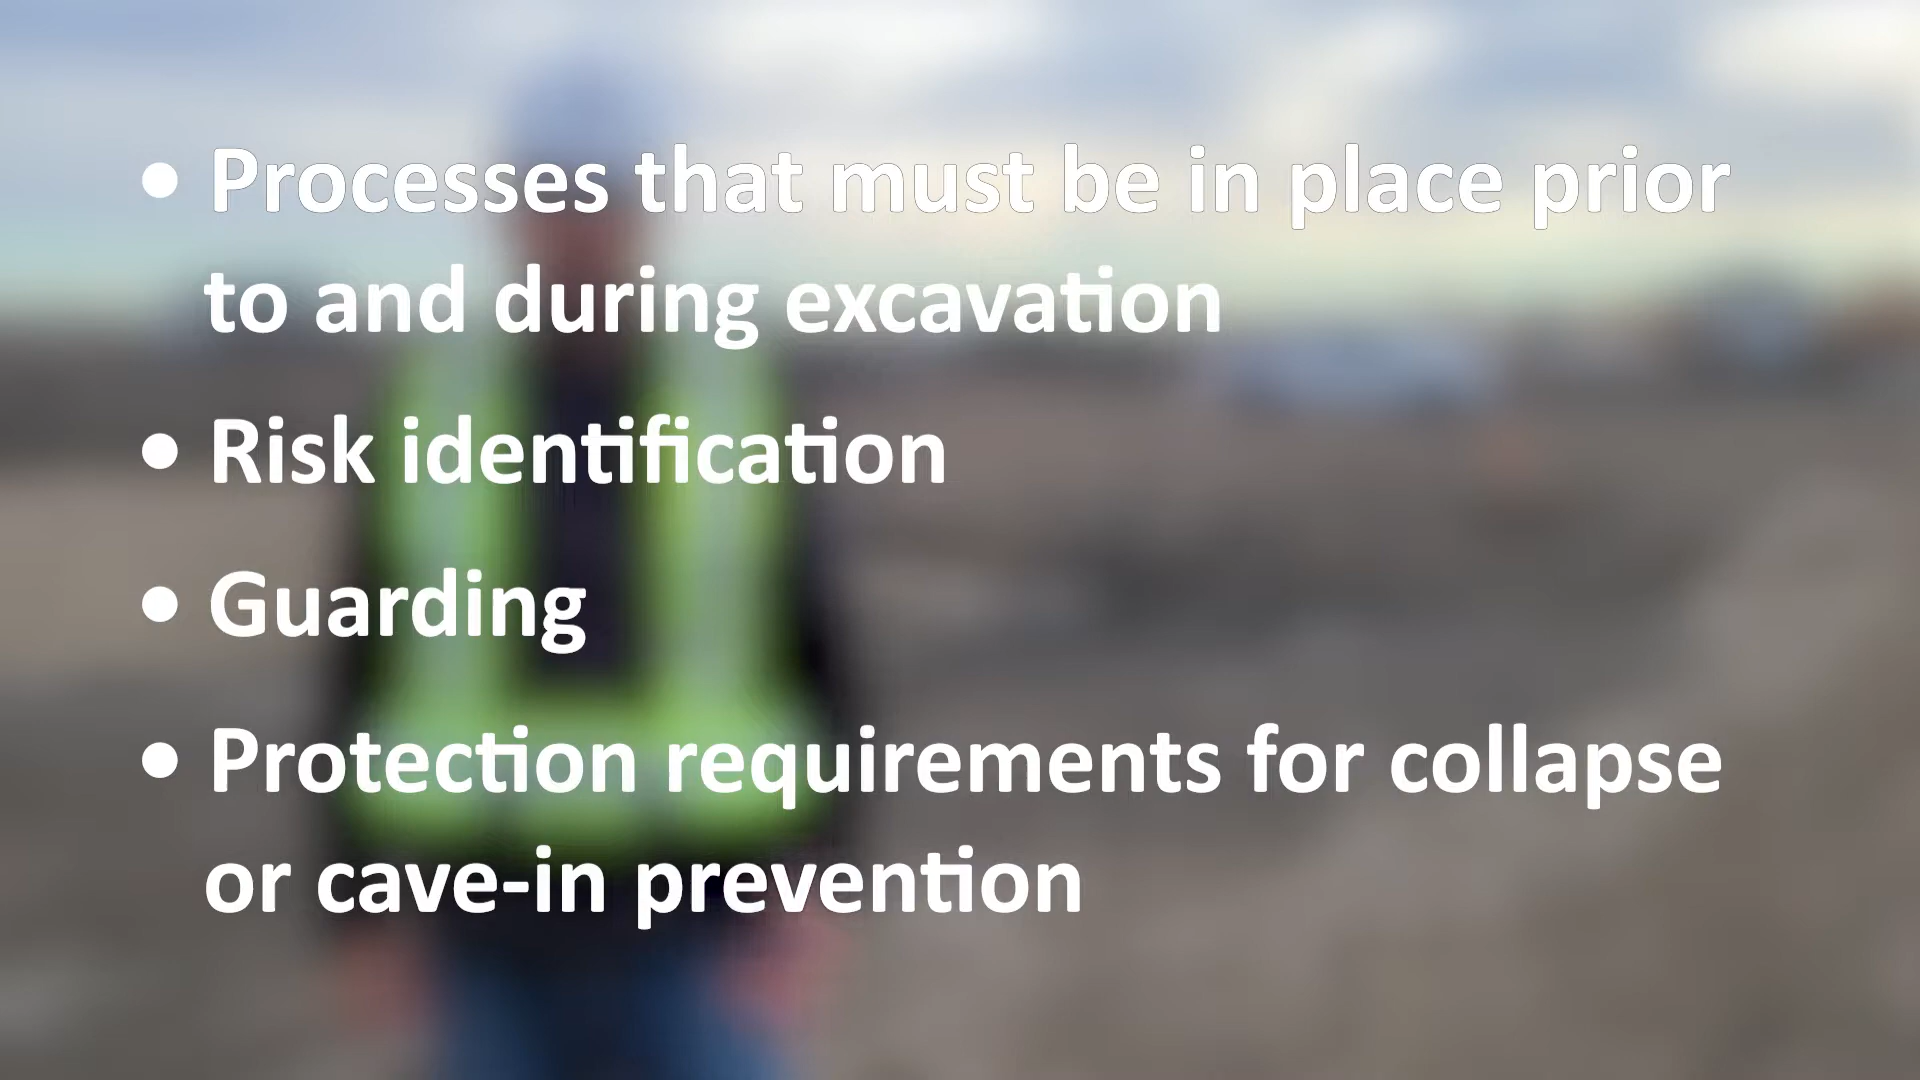 • Processes that must be in place prior
to and during excavation
• Risk identification
• Guarding
• Protection requirements for collapse
or cave-in prevention